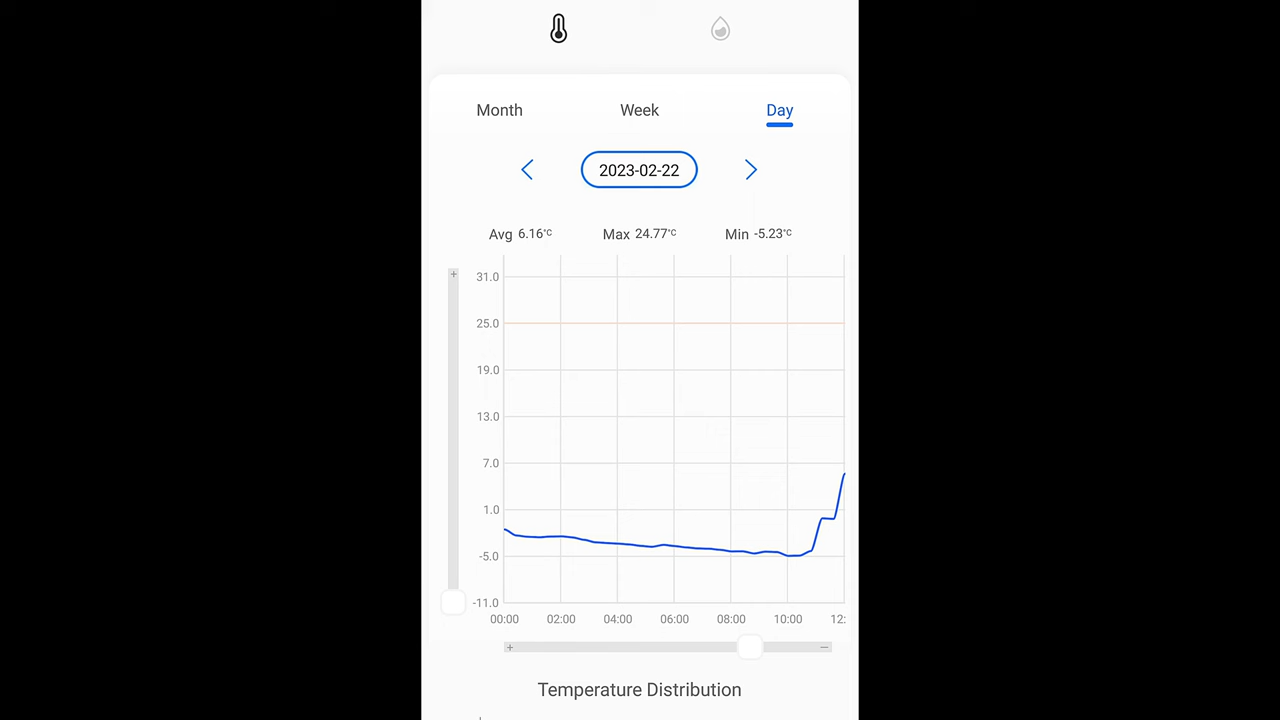 Month Week Day
2023-02-22
Avg 6.16°C Max 24.77°C Min -5.23°C
+
31.0
25.0
19.0
13.0
7.0
1.0
-5.0
-11.0
00:00 02:00 04:00 06:00 08:00 10:00 12:
+ −
Temperature Distribution